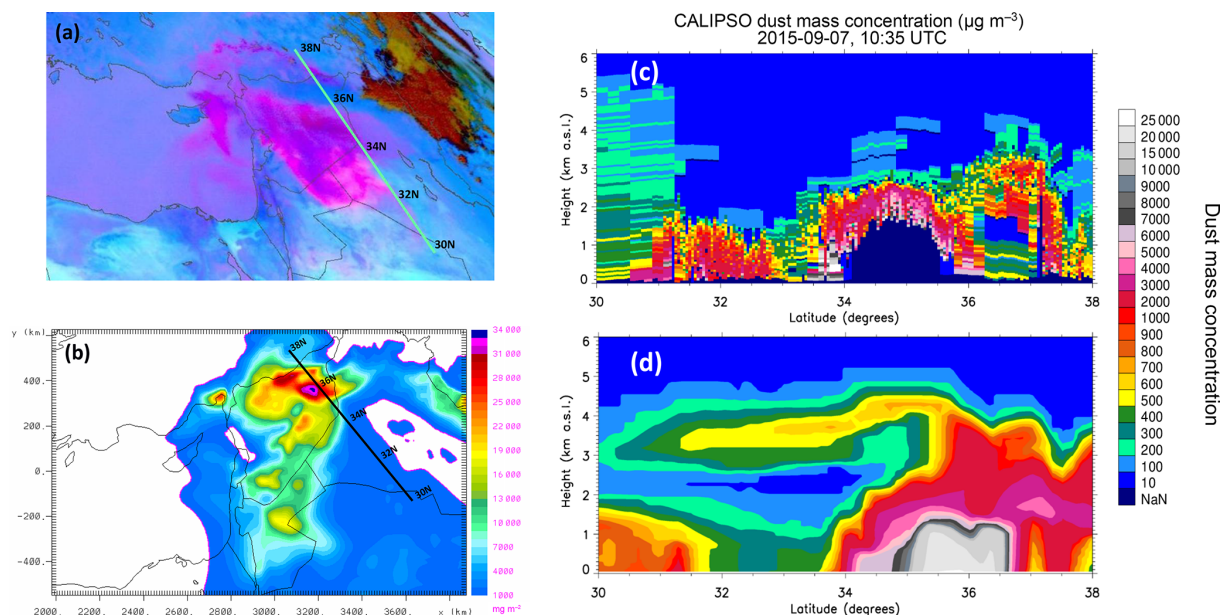 (a)
38N
36N
34N
32N
30N
CALIPSO dust mass concentration (µg m⁻³)
2015-09-07, 10:35 UTC
(c)
Height (km a.s.l.)
6
5
4
3
2
1
0
30 32 34 36 38
Latitude (degrees)
(b)
y (km)
400.
200.
0.
-200.
-400.
38N
36N
34N
32N
30N
2000. 2200. 2400. 2600. 2800. 3000. 3200. 3400. 3600. x (km)
34 000
31 000
28 000
25 000
22 000
19 000
16 000
13 000
10 000
7000
4000
1000
mg m⁻²
(d)
Height (km a.s.l.)
6
5
4
3
2
1
0
30 32 34 36 38
Latitude (degrees)
25 000
20 000
15 000
10 000
9000
8000
7000
6000
5000
4000
3000
2000
1000
900
800
700
600
500
400
300
200
100
10
NaN
Dust mass concentration